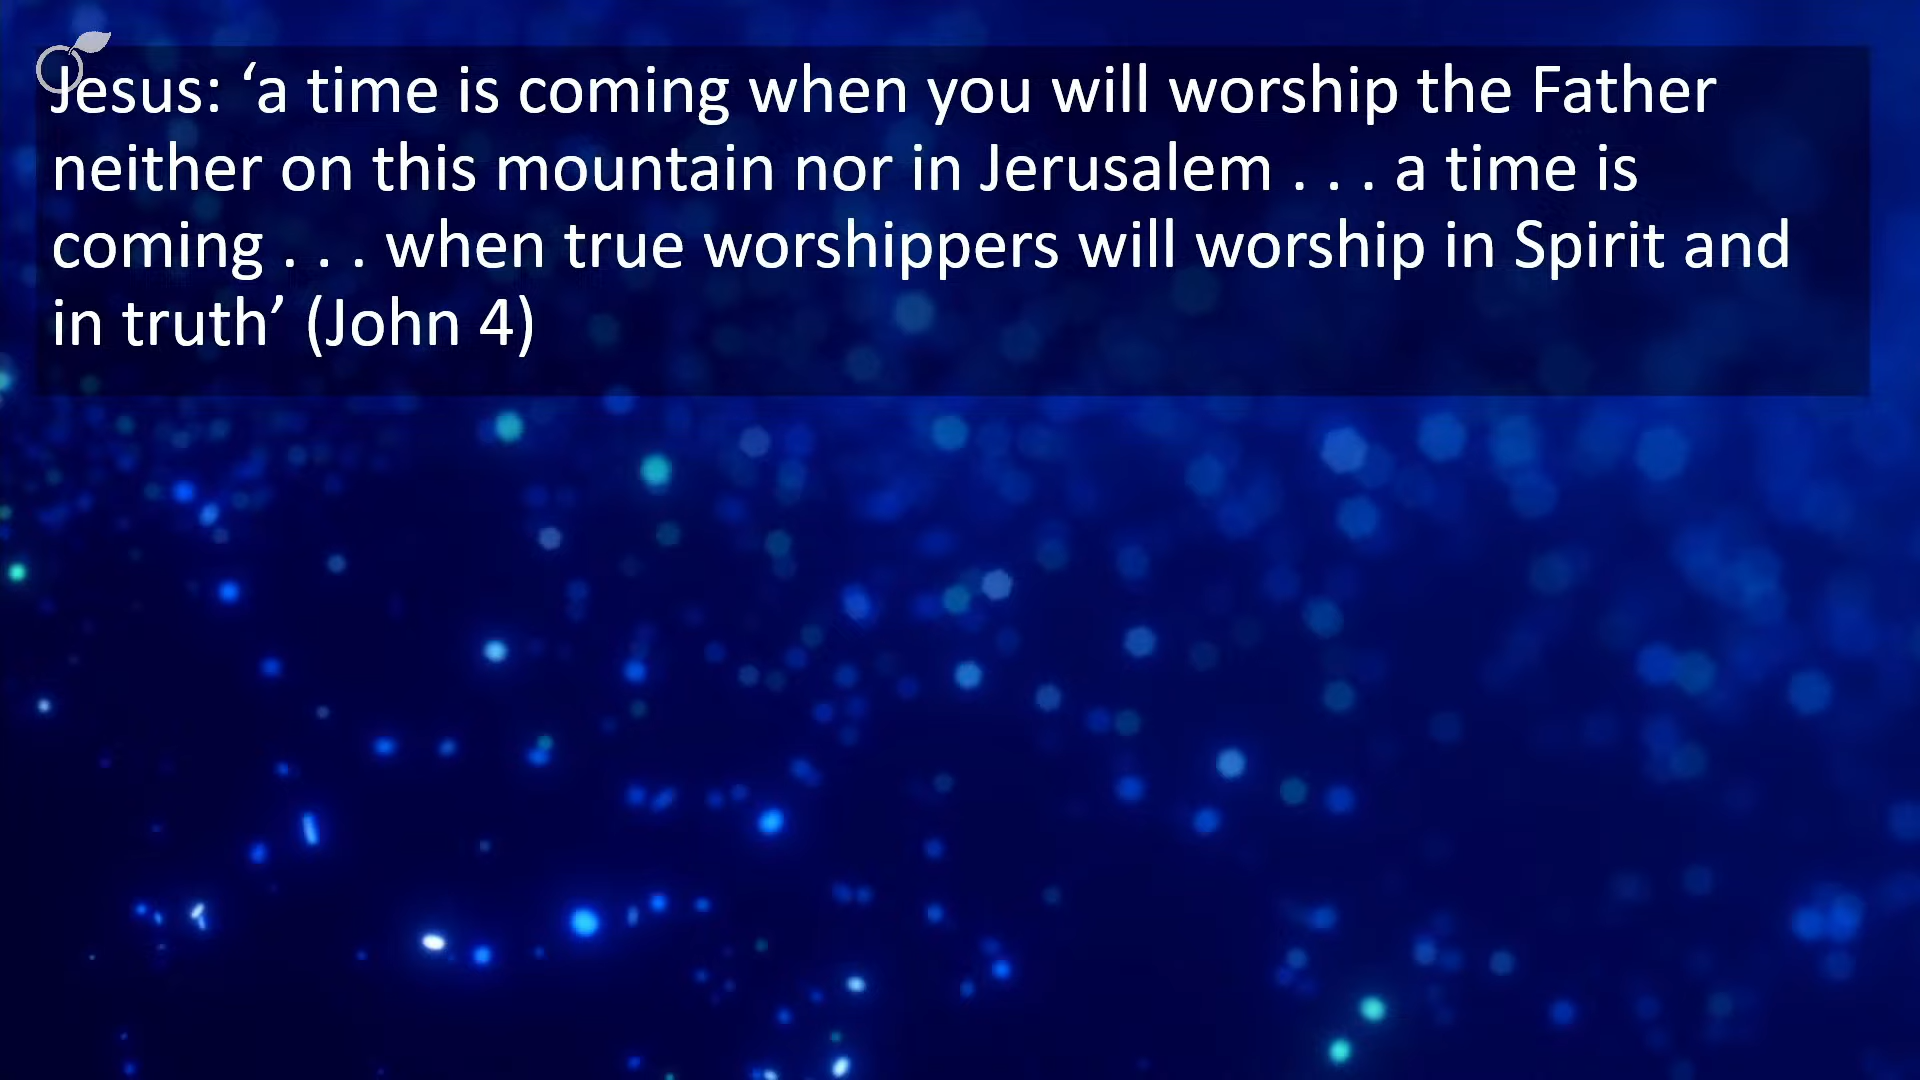 Jesus: ‘a time is coming when you will worship the Father
neither on this mountain nor in Jerusalem . . . a time is
coming . . . when true worshippers will worship in Spirit and
in truth’ (John 4)